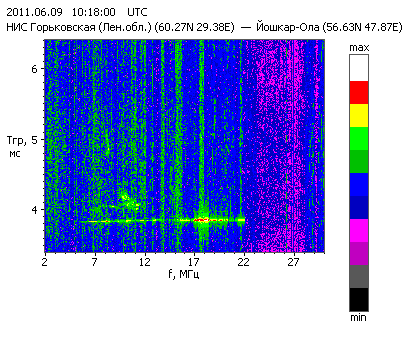 2011.06.09 10:18:00 UTC
НИС Горьковская (Лен.обл.) (60.27N 29.38E) — Йошкар-Ола (56.63N 47.87E)
max
6
Tгр,
мс
5
4
2 7 12 17 22 27
f, МГц
min